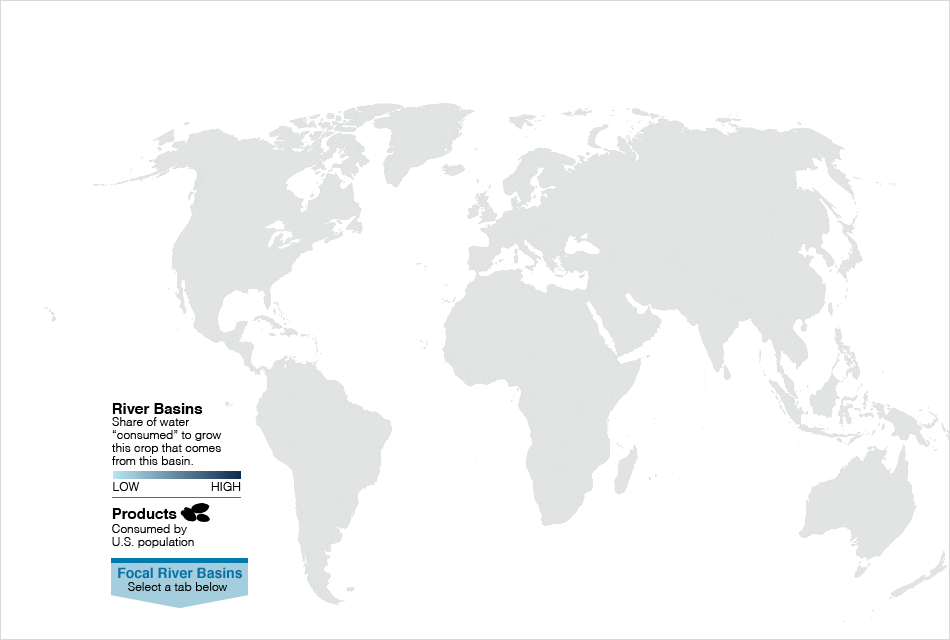 River Basins
Share of water
“consumed” to grow
this crop that comes
from this basin.
LOW HIGH
Products
Consumed by
U.S. population
Focal River Basins
Select a tab below